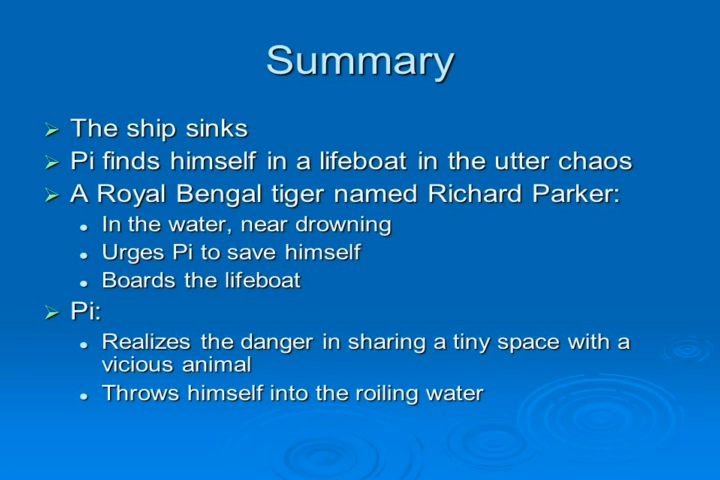 Summary
The ship sinks
Pi finds himself in a lifeboat in the utter chaos
A Royal Bengal tiger named Richard Parker:
In the water, near drowning
Urges Pi to save himself
Boards the lifeboat
Pi:
Realizes the danger in sharing a tiny space with a
vicious animal
Throws himself into the roiling water